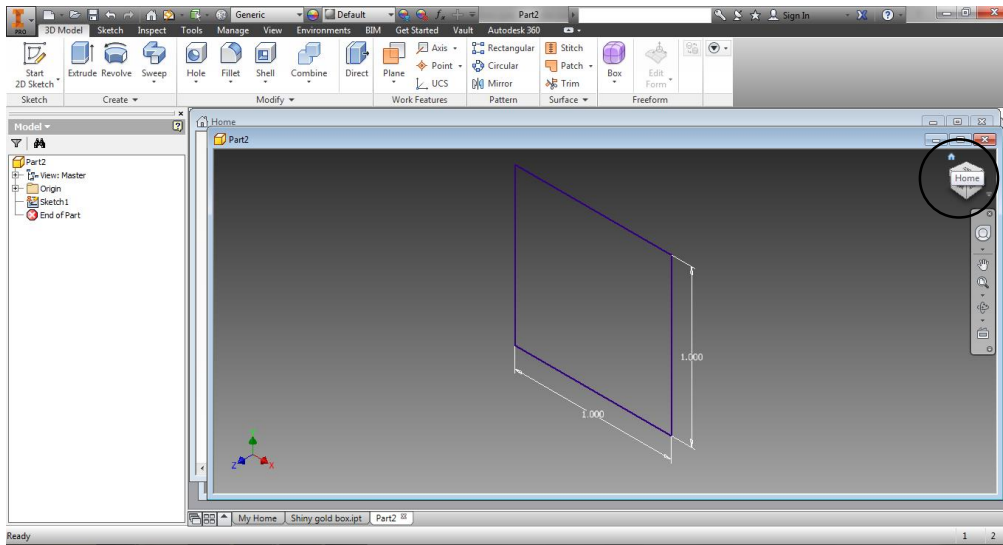 Generic Default Part2 Sign In
PRO 3D Model Sketch Inspect Tools Manage View Environments BIM Get Started Vault Autodesk 360
Start 2D Sketch
Extrude Revolve Sweep
Hole Fillet Shell Combine Direct
Plane
Axis
Point
UCS
Rectangular
Circular
Mirror
Stitch
Patch
Trim
Box
Edit Form
Sketch Create Modify Work Features Pattern Surface Freeform
Model
Home
Part2
Part2
View: Master
Origin
Sketch1
End of Part
Home
1.000
1.000
Y
Z X
My Home Shiny gold box.ipt Part2
Ready 1 2